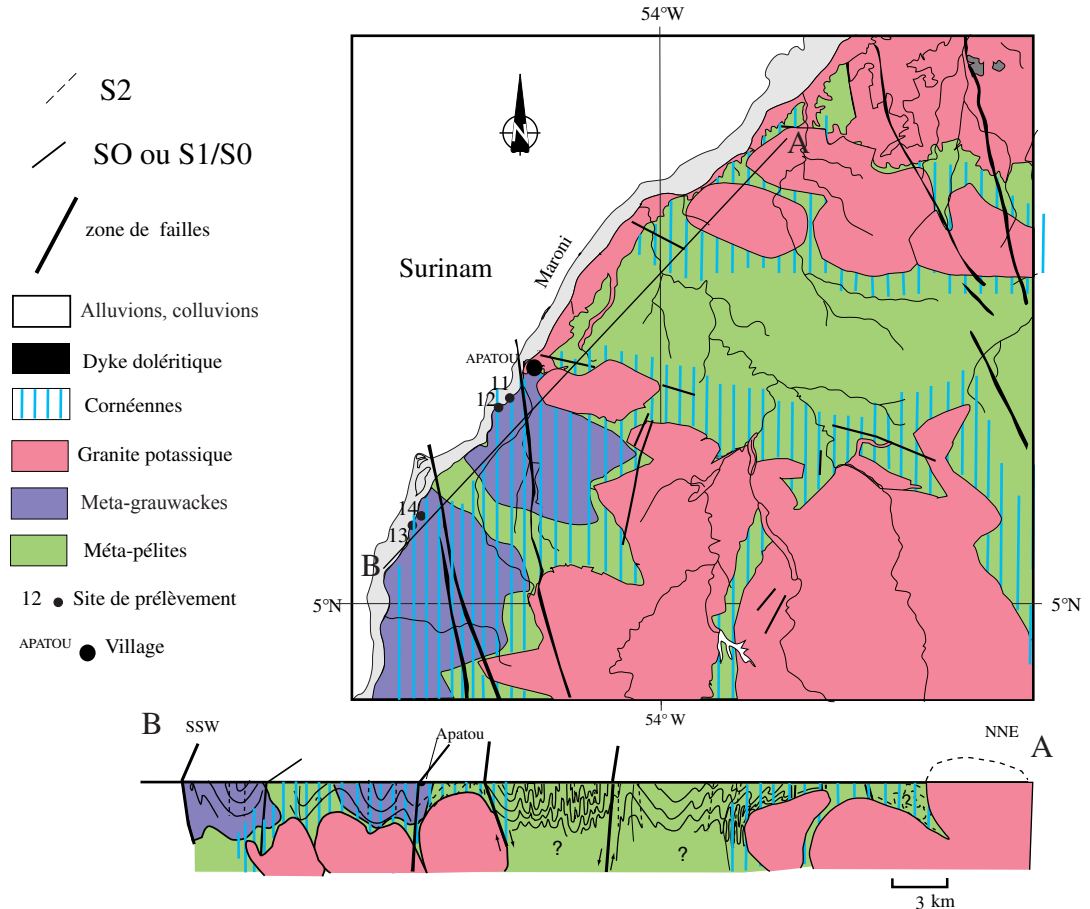 54° W
S2
SO ou S1/S0
zone de failles
Alluvions, colluvions
Dyke doléritique
Cornéennes
Granite potassique
Meta-grauwackes
Méta-pélites
12 Site de prélèvement
APATOU Village
N
A
Surinam
Maroni
APATOU
11
12
14
13
B
5°N
5°N
54° W
B
SSW
Apatou
NNE
A
?
?
?
3 km